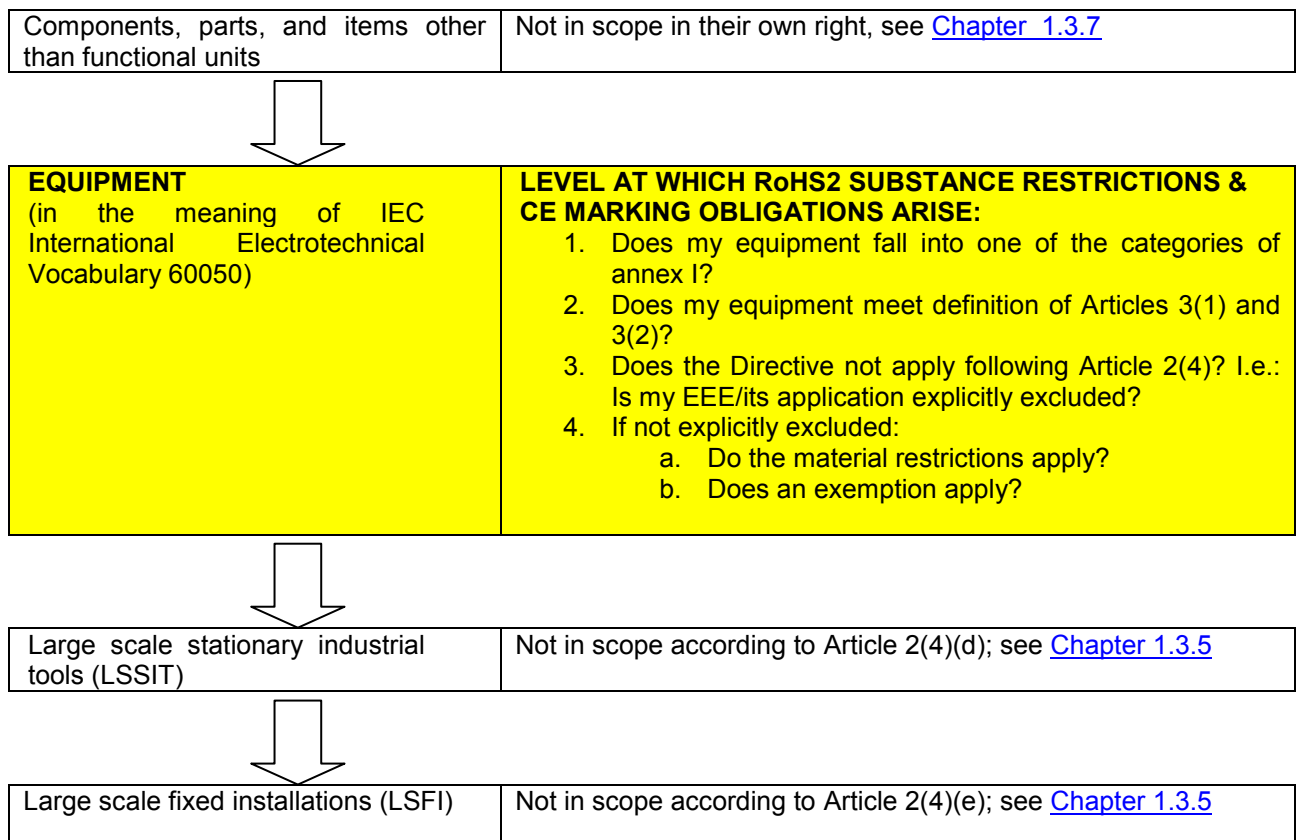 Components, parts, and items other
than functional units
Not in scope in their own right, see Chapter 1.3.7
EQUIPMENT
(in the meaning of IEC
International Electrotechnical
Vocabulary 60050)
LEVEL AT WHICH RoHS2 SUBSTANCE RESTRICTIONS &
CE MARKING OBLIGATIONS ARISE:
1. Does my equipment fall into one of the categories of
annex I?
2. Does my equipment meet definition of Articles 3(1) and
3(2)?
3. Does the Directive not apply following Article 2(4)? I.e.:
Is my EEE/its application explicitly excluded?
4. If not explicitly excluded:
a. Do the material restrictions apply?
b. Does an exemption apply?
Large scale stationary industrial
tools (LSSIT)
Not in scope according to Article 2(4)(d); see Chapter 1.3.5
Large scale fixed installations (LSFI)
Not in scope according to Article 2(4)(e); see Chapter 1.3.5